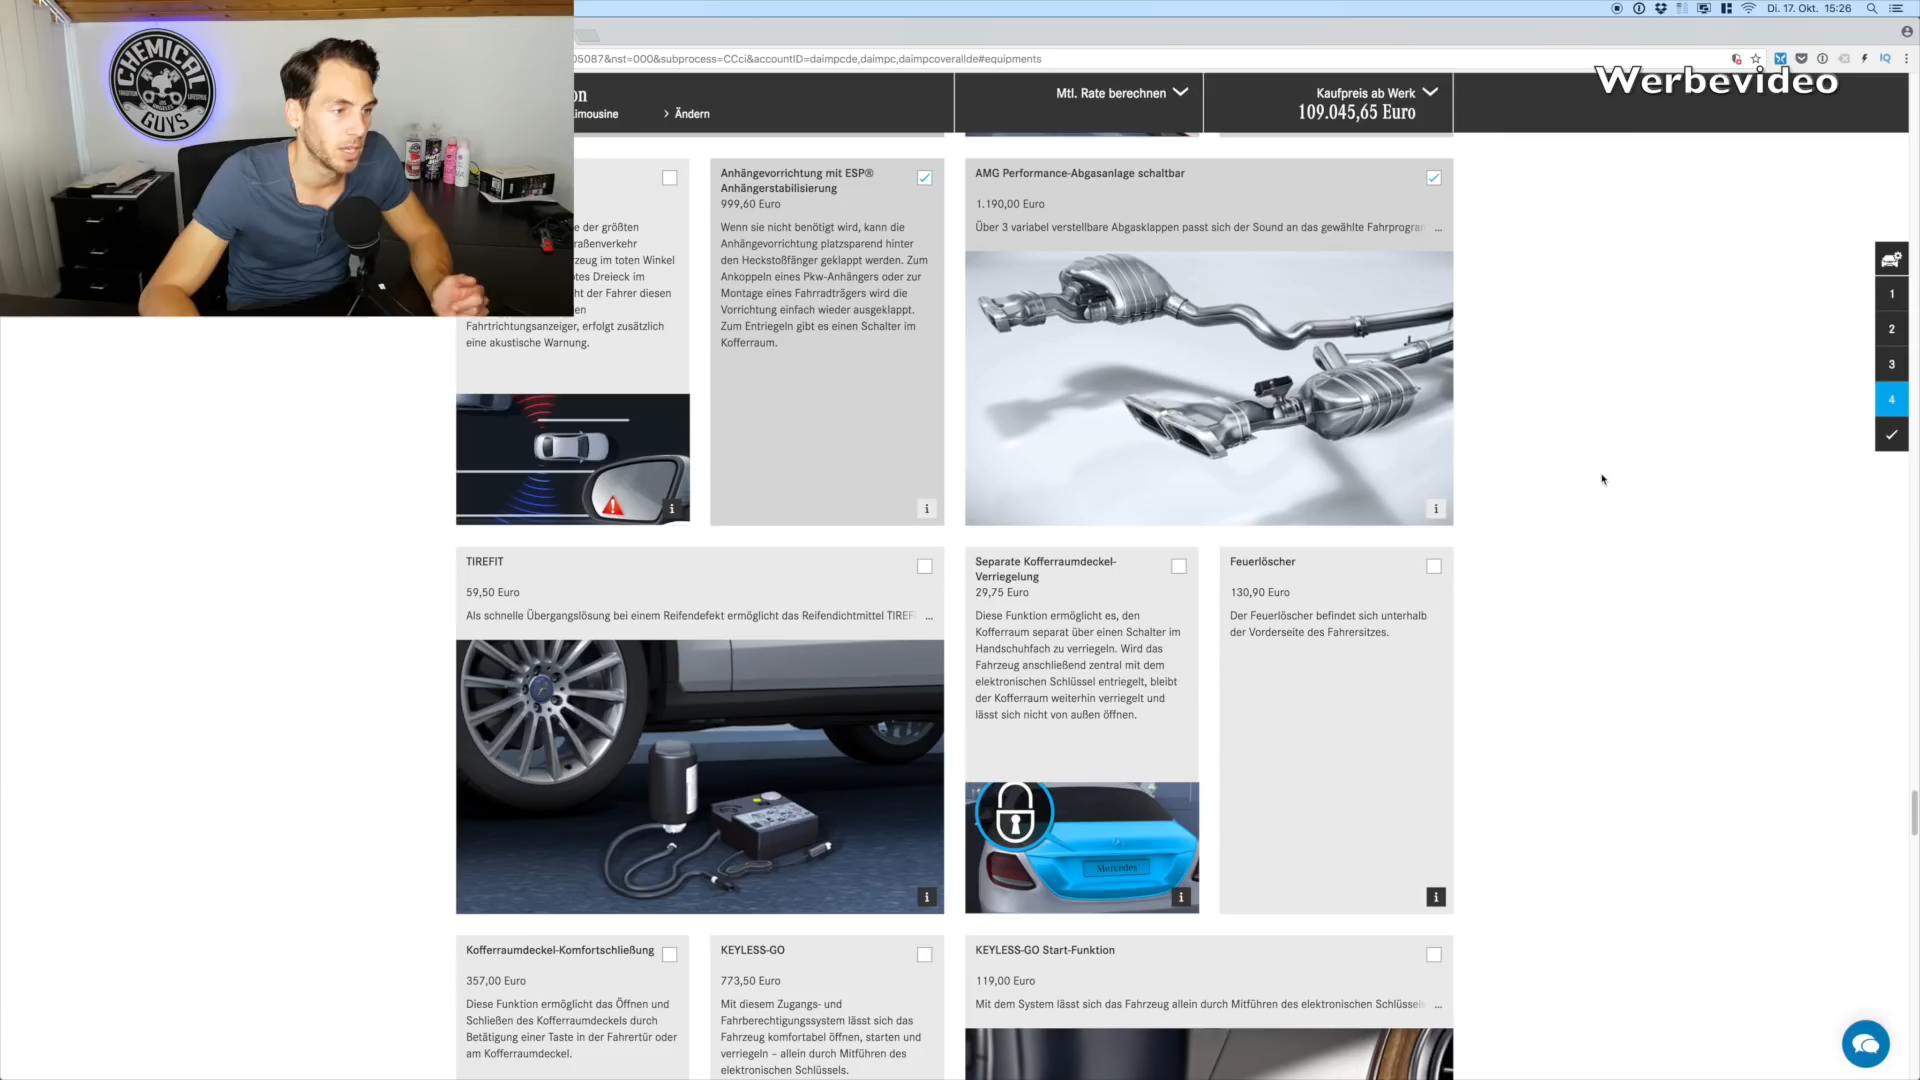 Di. 17. Okt. 15:26
05087&nst=000&subprocess=CCci&accountID=daimpcde,daimpc,daimpcoverallde#equipments
Werbevideo
CHEMICAL
GUYS
LOS ANGELES
on
Limousine
Ändern
Mtl. Rate berechnen
Kaufpreis ab Werk
109.045,65 Euro
e der größten
raßenverkehr
rzeug im toten Winkel
tes Dreieck im
ht der Fahrer diesen
en
Fahrtrichtungsanzeiger, erfolgt zusätzlich
eine akustische Warnung.
i
Anhängevorrichtung mit ESP®
Anhängerstabilisierung
999,60 Euro
Wenn sie nicht benötigt wird, kann die
Anhängevorrichtung platzsparend hinter
den Heckstoßfänger geklappt werden. Zum
Ankoppeln eines Pkw-Anhängers oder zur
Montage eines Fahrradträgers wird die
Vorrichtung einfach wieder ausgeklappt.
Zum Entriegeln gibt es einen Schalter im
Kofferraum.
i
AMG Performance-Abgasanlage schaltbar
1.190,00 Euro
Über 3 variabel verstellbare Abgasklappen passt sich der Sound an das gewählte Fahrprogram ...
i
1
2
3
4
TIREFIT
59,50 Euro
Als schnelle Übergangslösung bei einem Reifendefekt ermöglicht das Reifendichtmittel TIREFI ...
i
Separate Kofferraumdeckel-
Verriegelung
29,75 Euro
Diese Funktion ermöglicht es, den
Kofferraum separat über einen Schalter im
Handschuhfach zu verriegeln. Wird das
Fahrzeug anschließend zentral mit dem
elektronischen Schlüssel entriegelt, bleibt
der Kofferraum weiterhin verriegelt und
lässt sich nicht von außen öffnen.
Mercedes
i
Feuerlöscher
130,90 Euro
Der Feuerlöscher befindet sich unterhalb
der Vorderseite des Fahrersitzes.
i
Kofferraumdeckel-Komfortschließung
357,00 Euro
Diese Funktion ermöglicht das Öffnen und
Schließen des Kofferraumdeckels durch
Betätigung einer Taste in der Fahrertür oder
am Kofferraumdeckel.
KEYLESS-GO
773,50 Euro
Mit diesem Zugangs- und
Fahrberechtigungssystem lässt sich das
Fahrzeug komfortabel öffnen, starten und
verriegeln – allein durch Mitführen des
elektronischen Schlüssels.
KEYLESS-GO Start-Funktion
119,00 Euro
Mit dem System lässt sich das Fahrzeug allein durch Mitführen des elektronischen Schlüssels ...